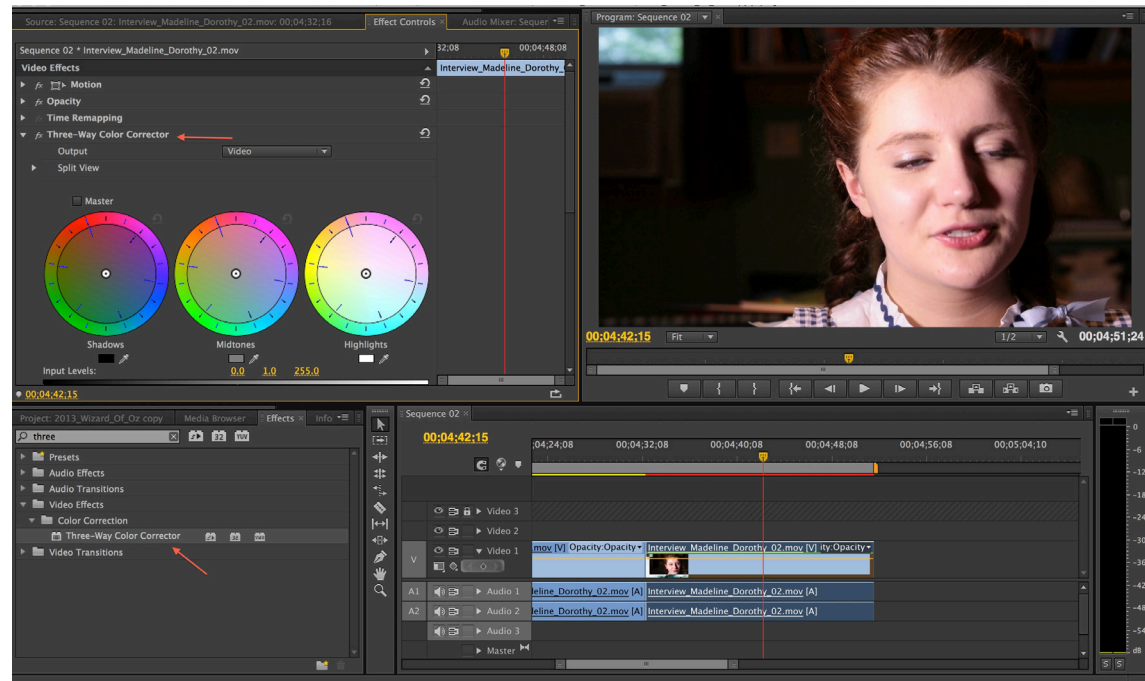 Source: Sequence 02: Interview_Madeline_Dorothy_02.mov: 00;04;32;16
Effect Controls
Audio Mixer: Sequer
Sequence 02 * Interview_Madeline_Dorothy_02.mov
32;08
00;04;48;08
Video Effects
Interview_Madeline_Dorothy_
fx Motion
fx Opacity
Time Remapping
fx Three-Way Color Corrector
Output Video
Split View
Master
Shadows Midtones Highlights
Input Levels: 0.0 1.0 255.0
00;04;42;15
Program: Sequence 02
00;04;42;15 Fit 1/2 00;04;51;24
Project: 2013_Wizard_Of_Oz copy
Media Browser
Effects
Info
three
32 YUV
Presets
Audio Effects
Audio Transitions
Video Effects
Color Correction
Three-Way Color Corrector
Video Transitions
Sequence 02
00;04;42;15
;04;24;08 00;04;32;08 00;04;40;08 00;04;48;08 00;04;56;08 00;05;04;10
Video 3
Video 2
V Video 1 .mov [V] Opacity:Opacity Interview_Madeline_Dorothy_02.mov [V] ity:Opacity
A1 Audio 1 leline_Dorothy_02.mov [A] Interview_Madeline_Dorothy_02.mov [A]
A2 Audio 2 leline_Dorothy_02.mov [A] Interview_Madeline_Dorothy_02.mov [A]
Audio 3
Master
0
-6
-12
-18
-24
-30
-36
-42
-48
-54
dB
S S